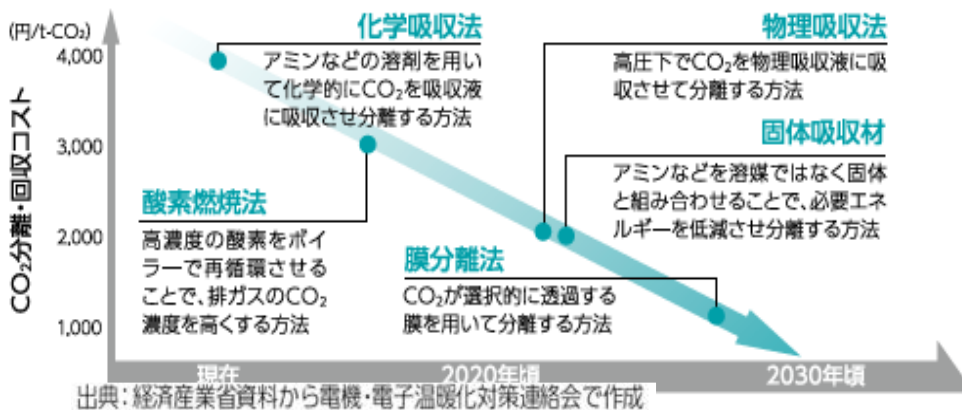 (円/t-CO₂)
CO₂分離・回収コスト
4,000
3,000
2,000
1,000
化学吸収法
アミンなどの溶剤を用い
て化学的にCO₂を吸収液
に吸収させ分離する方法
物理吸収法
高圧下でCO₂を物理吸収液に吸
収させて分離する方法
固体吸収材
アミンなどを溶媒ではなく固体
と組み合わせることで、必要エネ
ルギーを低減させ分離する方法
酸素燃焼法
高濃度の酸素をボイ
ラーで再循環させる
ことで、排ガスのCO₂
濃度を高くする方法
膜分離法
CO₂が選択的に透過する
膜を用いて分離する方法
現在
2020年頃
2030年頃
出典：経済産業省資料から電機・電子温暖化対策連絡会で作成